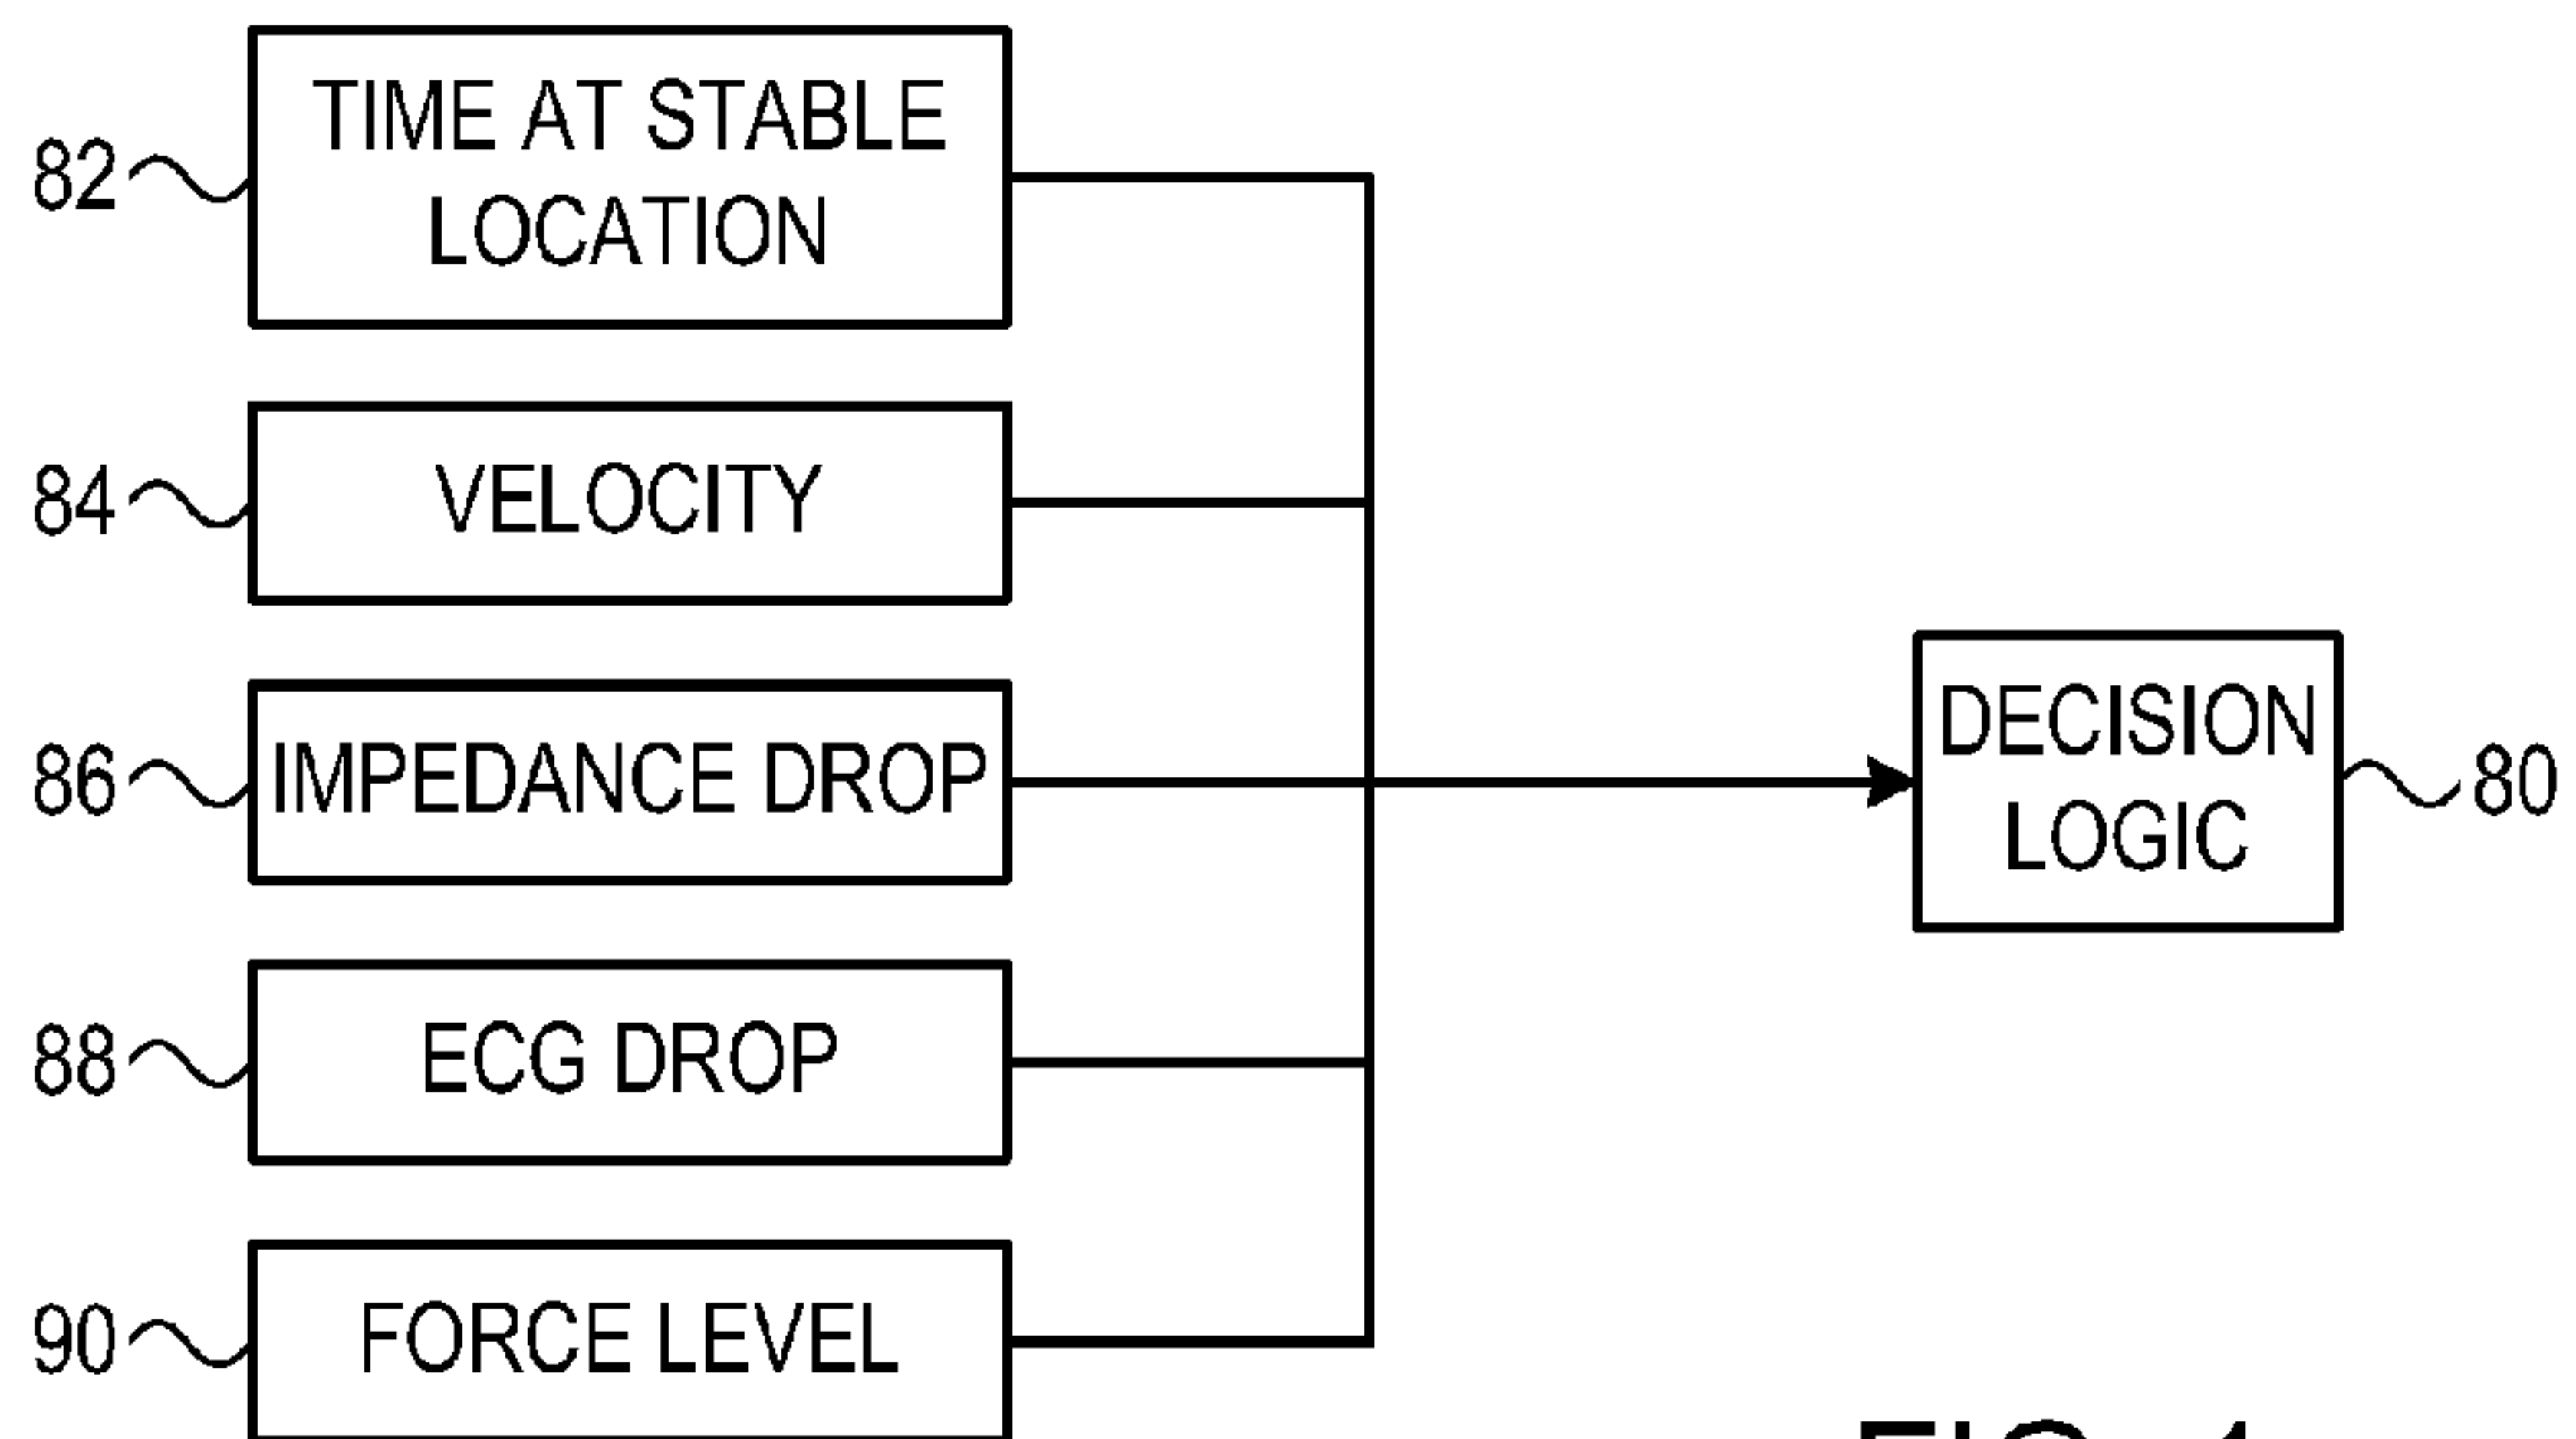 82
TIME AT STABLE
LOCATION
84
VELOCITY
86
IMPEDANCE DROP
DECISION
LOGIC
80
88
ECG DROP
90
FORCE LEVEL